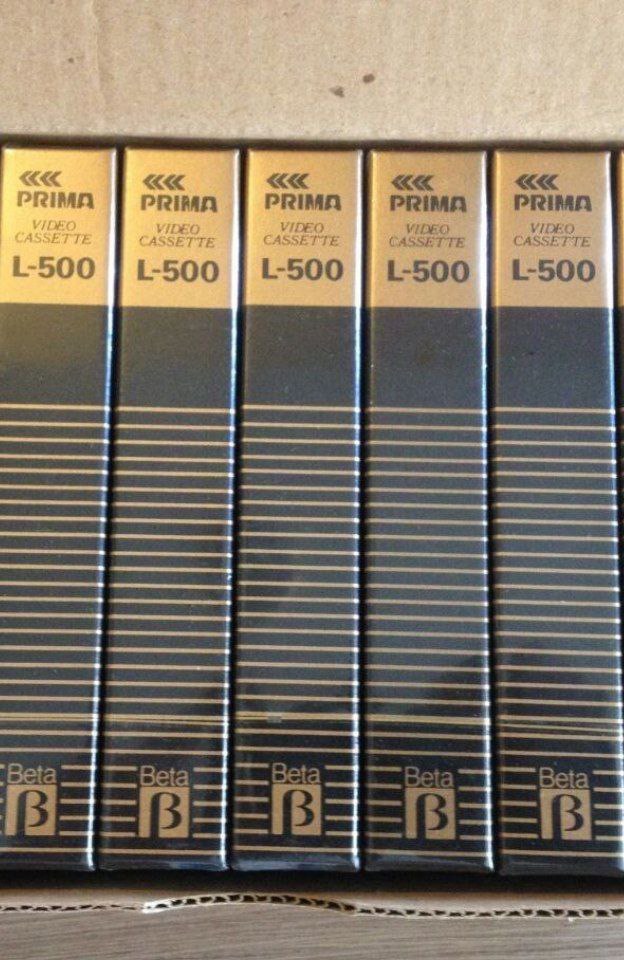 PRIMA
VIDEO
CASSETTE
L-500
Beta
β
PRIMA
VIDEO
CASSETTE
L-500
Beta
β
PRIMA
VIDEO
CASSETTE
L-500
Beta
β
PRIMA
VIDEO
CASSETTE
L-500
Beta
β
PRIMA
VIDEO
CASSETTE
L-500
Beta
β